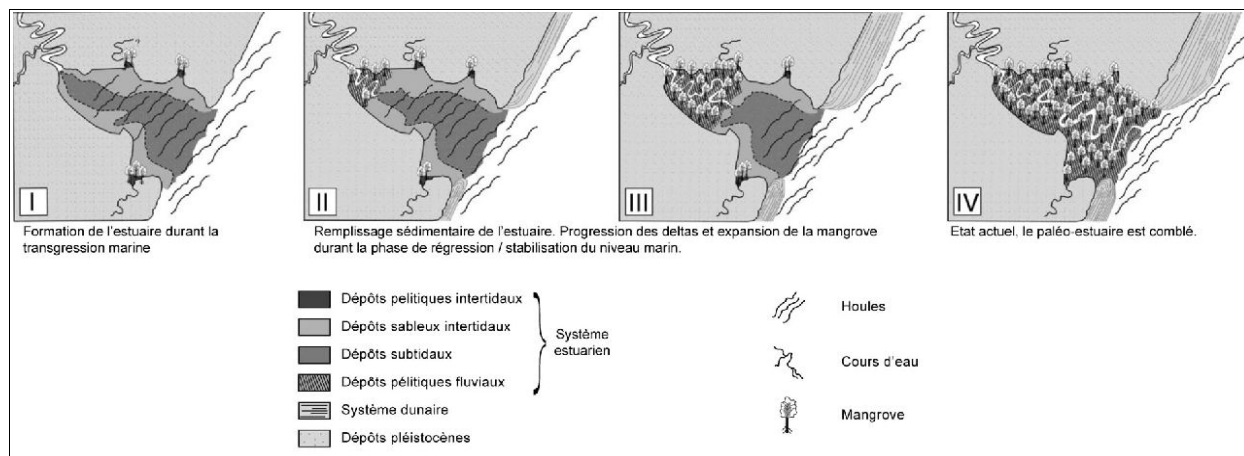 I
II
III
IV
Formation de l'estuaire durant la
transgression marine
Remplissage sédimentaire de l'estuaire. Progression des deltas et expansion de la mangrove
durant la phase de régression / stabilisation du niveau marin.
Etat actuel, le paléo-estuaire est comblé.
Dépôts pelitiques intertidaux
Dépôts sableux intertidaux
Dépôts subtidaux
Dépôts pélitiques fluviaux
Système dunaire
Dépôts pléistocènes
Système
estuarien
Houles
Cours d'eau
Mangrove